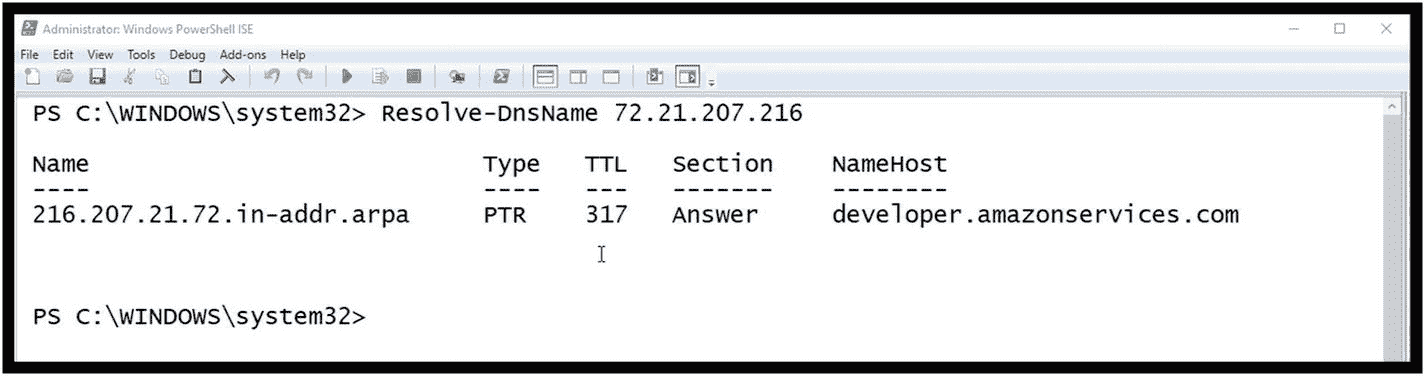 Administrator: Windows PowerShell ISE
File Edit View Tools Debug Add-ons Help
PS C:\WINDOWS\system32> Resolve-DnsName 72.21.207.216
Name Type TTL Section NameHost
---- ---- --- ------- --------
216.207.21.72.in-addr.arpa PTR 317 Answer developer.amazonservices.com
PS C:\WINDOWS\system32>